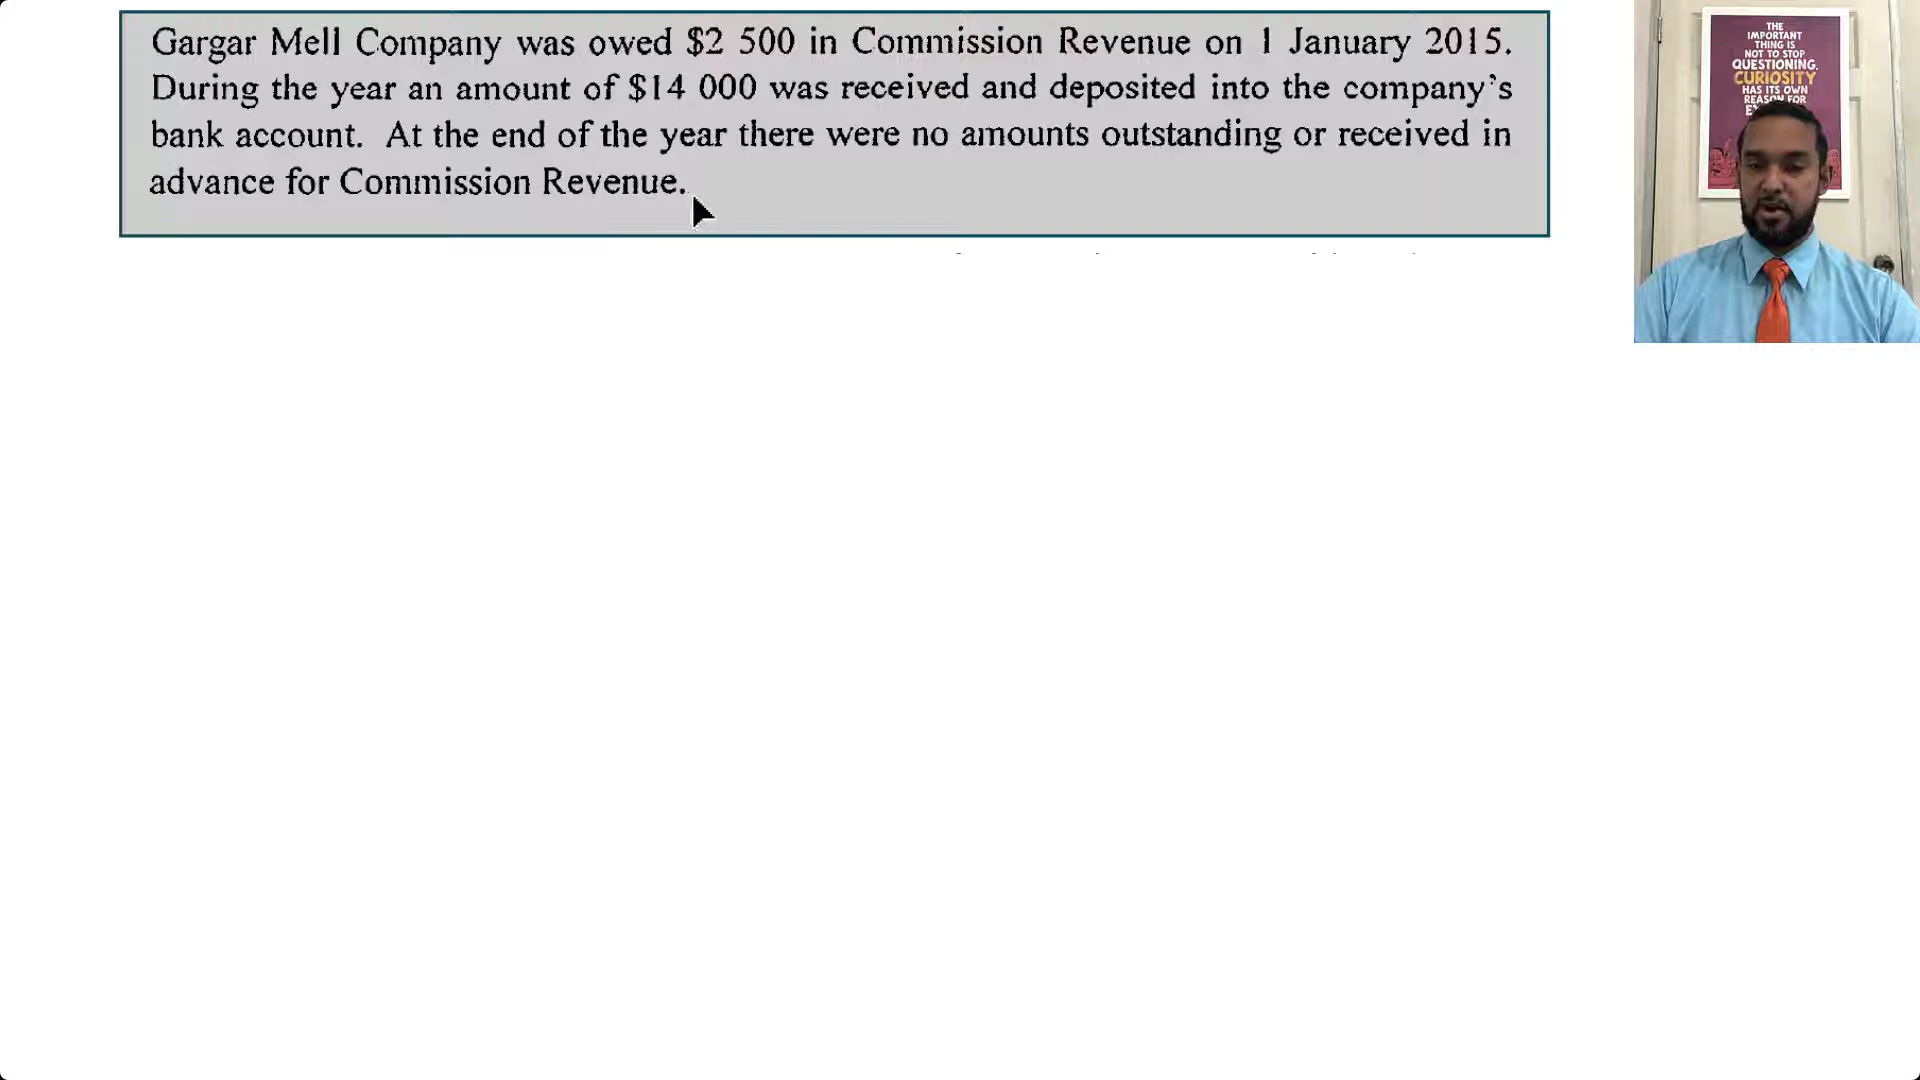 Gargar Mell Company was owed $2 500 in Commission Revenue on 1 January 2015.
During the year an amount of $14 000 was received and deposited into the company's
bank account. At the end of the year there were no amounts outstanding or received in
advance for Commission Revenue.
THE
IMPORTANT
THING IS
NOT TO STOP
QUESTIONING.
CURIOSITY
HAS ITS OWN
REASON FOR